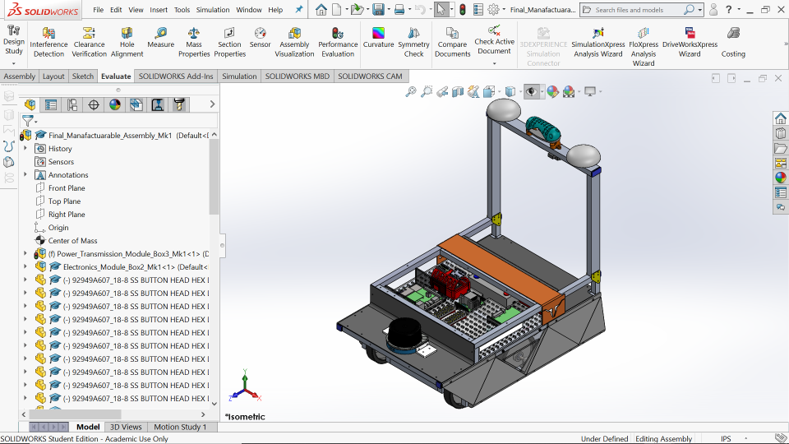 SOLIDWORKS File Edit View Insert Tools Simulation Window Help Final_Manafactuara... Search files and models
Design Study Interference Detection Clearance Verification Hole Alignment Measure Mass Properties Section Properties Sensor Assembly Visualization Performance Evaluation Curvature Symmetry Check Compare Documents Check Active Document 3DEXPERIENCE Simulation Connector SimulationXpress Analysis Wizard FloXpress Analysis Wizard DriveWorksXpress Wizard Costing
Assembly Layout Sketch Evaluate SOLIDWORKS Add-Ins Simulation SOLIDWORKS MBD SOLIDWORKS CAM
Final_Manafactuarable_Assembly_Mk1 (Default<D
History
Sensors
Annotations
Front Plane
Top Plane
Right Plane
Origin
Center of Mass
(f) Power_Transmission_Module_Box3_Mk1<1> (D
Electronics_Module_Box2_Mk1<1> (Default<
(-) 92949A607_18-8 SS BUTTON HEAD HEX
(-) 92949A607_18-8 SS BUTTON HEAD HEX
(-) 92949A607_18-8 SS BUTTON HEAD HEX
(-) 92949A607_18-8 SS BUTTON HEAD HEX
(-) 92949A607_18-8 SS BUTTON HEAD HEX
(-) 92949A607_18-8 SS BUTTON HEAD HEX
(-) 92949A607_18-8 SS BUTTON HEAD HEX
(-) 92949A607_18-8 SS BUTTON HEAD HEX
(-) 92949A607_18-8 SS BUTTON HEAD HEX
(-) 92949A607_18-8 SS BUTTON HEAD HEX
Y
Z X
*Isometric
Model 3D Views Motion Study 1
SOLIDWORKS Student Edition - Academic Use Only Under Defined Editing Assembly IPS